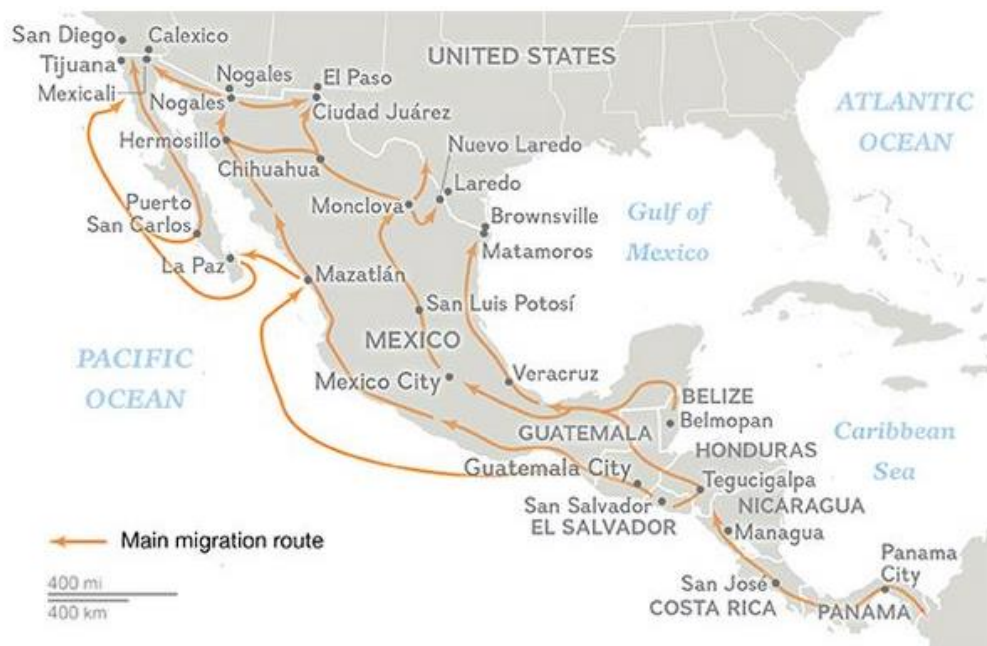 San Diego
Calexico
Tijuana
Mexicali
Nogales
Nogales
El Paso
Ciudad Juárez
UNITED STATES
ATLANTIC
OCEAN
Hermosillo
Chihuahua
Nuevo Laredo
Laredo
Monclova
Brownsville
Matamoros
Gulf of
Mexico
Puerto
San Carlos
La Paz
Mazatlán
San Luis Potosí
MEXICO
Mexico City
Veracruz
PACIFIC
OCEAN
BELIZE
Belmopan
GUATEMALA
HONDURAS
Caribbean
Sea
Guatemala City
Tegucigalpa
San Salvador
EL SALVADOR
NICARAGUA
Managua
Panama
City
San José
COSTA RICA
PANAMA
Main migration route
400 mi
400 km